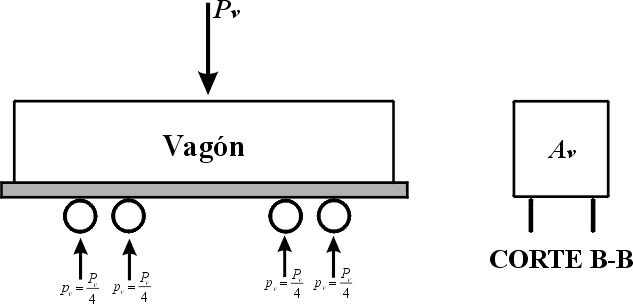 Pv
Vagón
Av
CORTE B-B
pv = Pv/4
pv = Pv/4
pv = Pv/4
pv = Pv/4